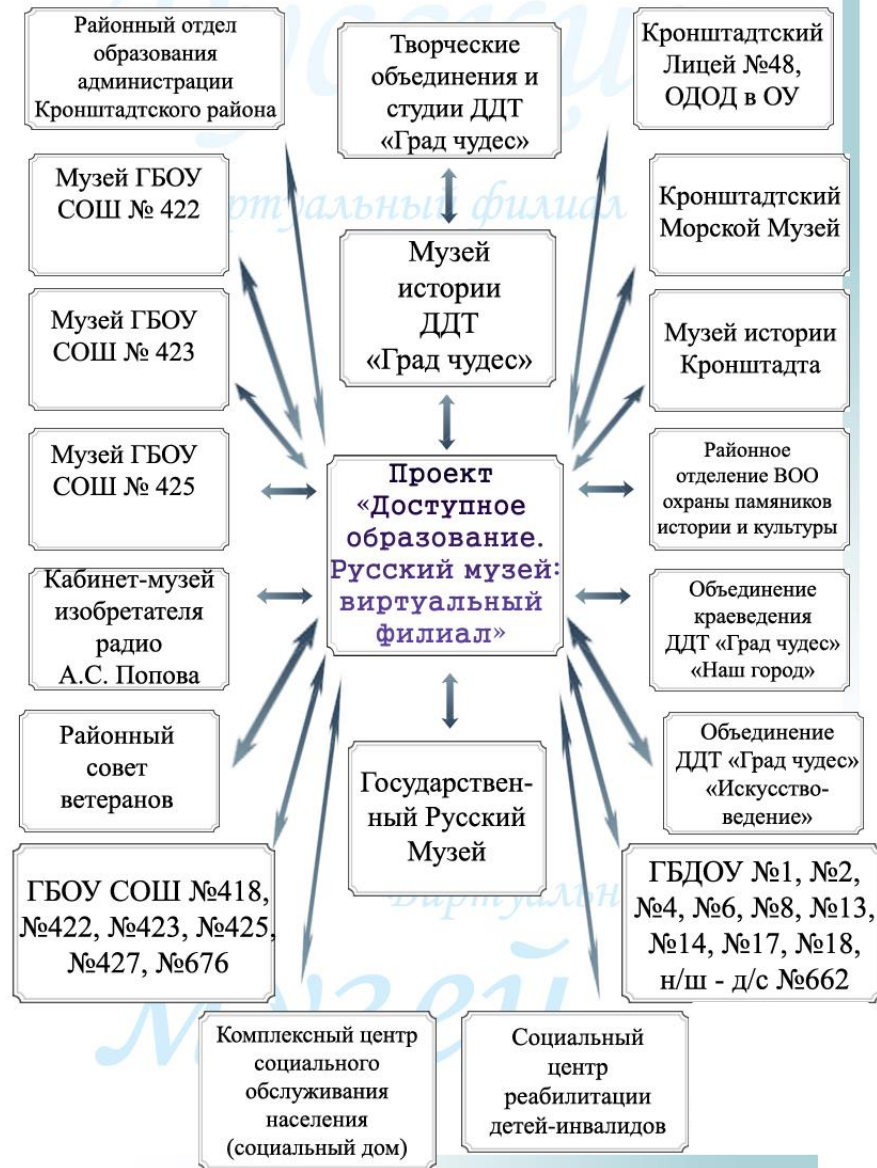 Районный отдел
образования
администрации
Кронштадтского района
Творческие
объединения и
студии ДДТ
«Град чудес»
Кронштадтский
Лицей №48,
ОДОД в ОУ
Музей ГБОУ
СОШ № 422
Музей
истории
ДДТ
«Град чудес»
Кронштадтский
Морской Музей
Музей ГБОУ
СОШ № 423
Музей истории
Кронштадта
Музей ГБОУ
СОШ № 425
Проект
«Доступное
образование.
Русский музей:
виртуальный
филиал»
Районное
отделение ВОО
охраны памяников
истории и культуры
Кабинет-музей
изобретателя
радио
А.С. Попова
Объединение
краеведения
ДДТ «Град чудес»
«Наш город»
Районный
совет
ветеранов
Государствен-
ный Русский
Музей
Объединение
ДДТ «Град чудес»
«Искусство-
ведение»
ГБОУ СОШ №418,
№422, №423, №425,
№427, №676
ГБДОУ №1, №2,
№4, №6, №8, №13,
№14, №17, №18,
н/ш - д/с №662
Комплексный центр
социального
обслуживания
населения
(социальный дом)
Социальный
центр
реабилитации
детей-инвалидов
филиал
музей